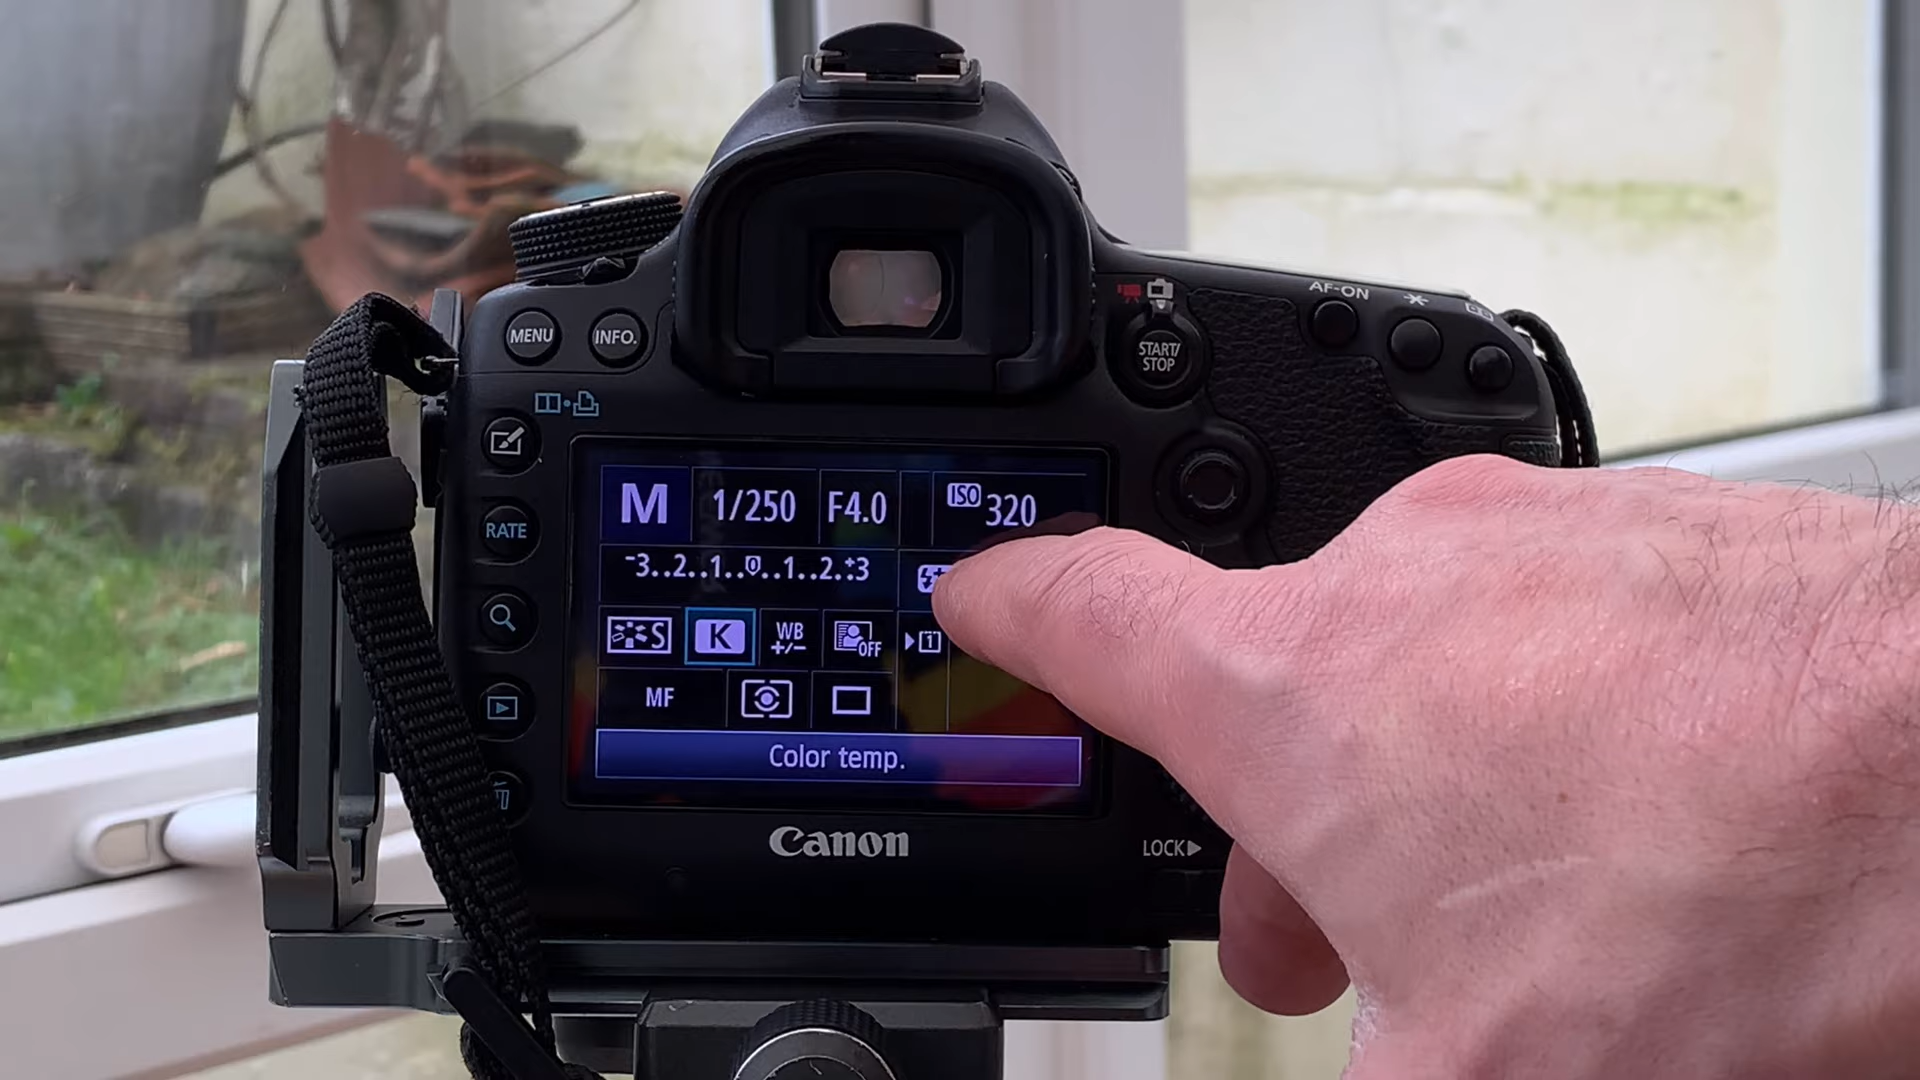 AF-ON
MENU
INFO.
START/
STOP
RATE
M
1/250
F4.0
ISO
320
-3..2..1..0..1..2.:+3
S
K
WB
+/-
OFF
1
MF
Color temp.
Canon
LOCK